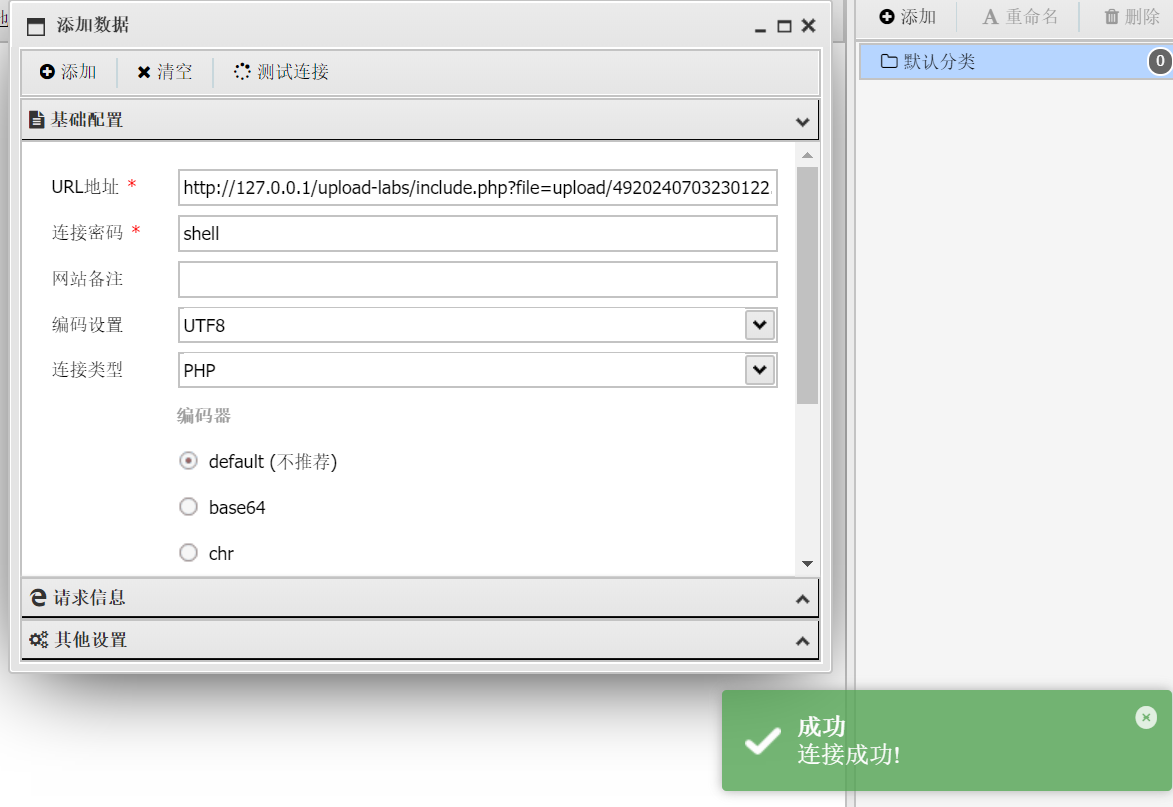 添加数据
添加 清空 测试连接
基础配置
URL地址 * http://127.0.0.1/upload-labs/include.php?file=upload/4920240703230122.
连接密码 * shell
网站备注
编码设置 UTF8
连接类型 PHP
编码器
default (不推荐)
base64
chr
请求信息
其他设置
添加 重命名 删除
默认分类 0
成功
连接成功!